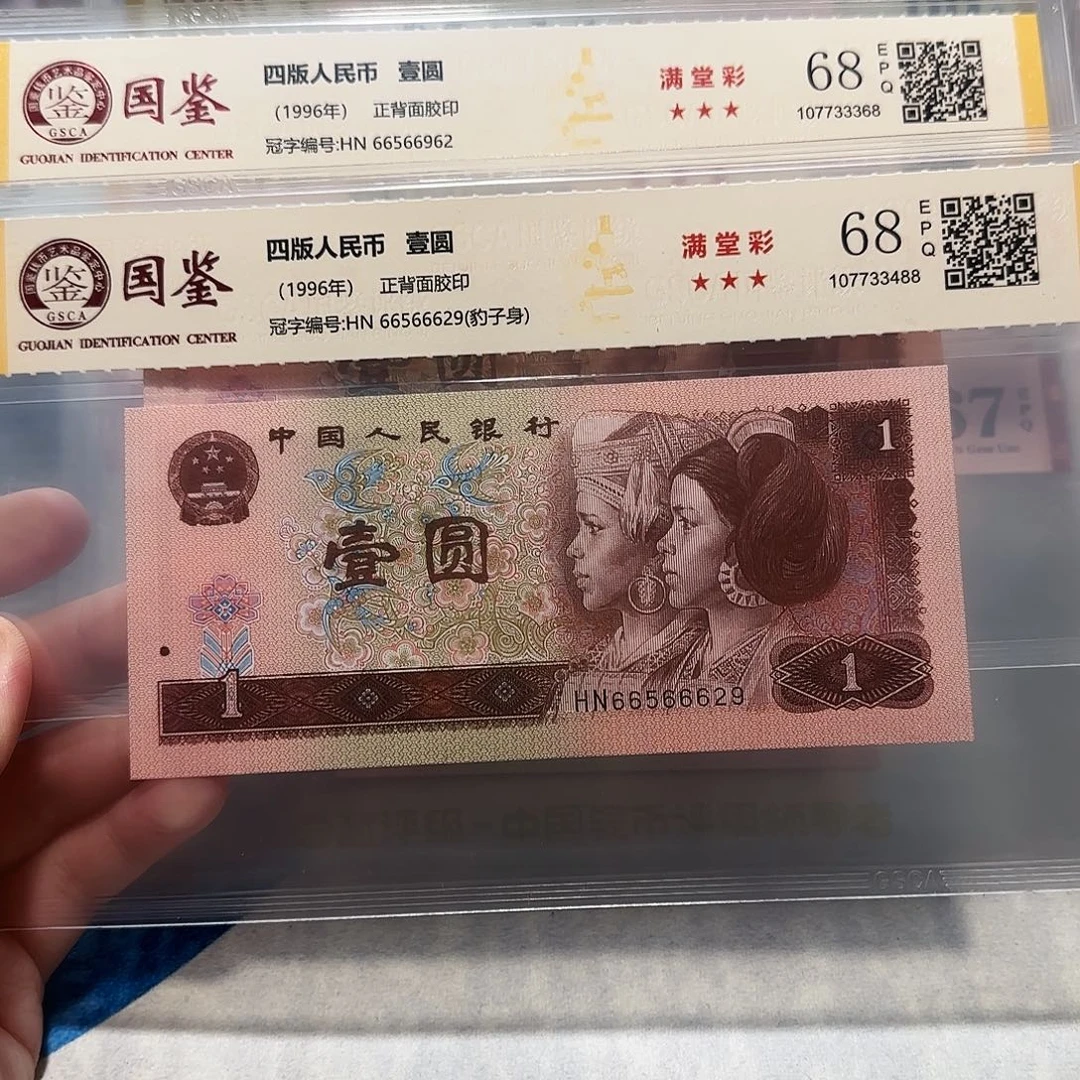 国鉴
GSCA
GUOJIAN IDENTIFICATION CENTER
四版人民币 壹圆
(1996年) 正背面胶印
冠字编号:HN 66566962
满堂彩
★★★
68
EPQ
107733368
国鉴
GSCA
GUOJIAN IDENTIFICATION CENTER
四版人民币 壹圆
(1996年) 正背面胶印
冠字编号:HN 66566629(豹子身)
满堂彩
★★★
68
EPQ
107733488
67
EPQ
中国人民银行
1
壹圆
1
HN66566629
1
GSCA